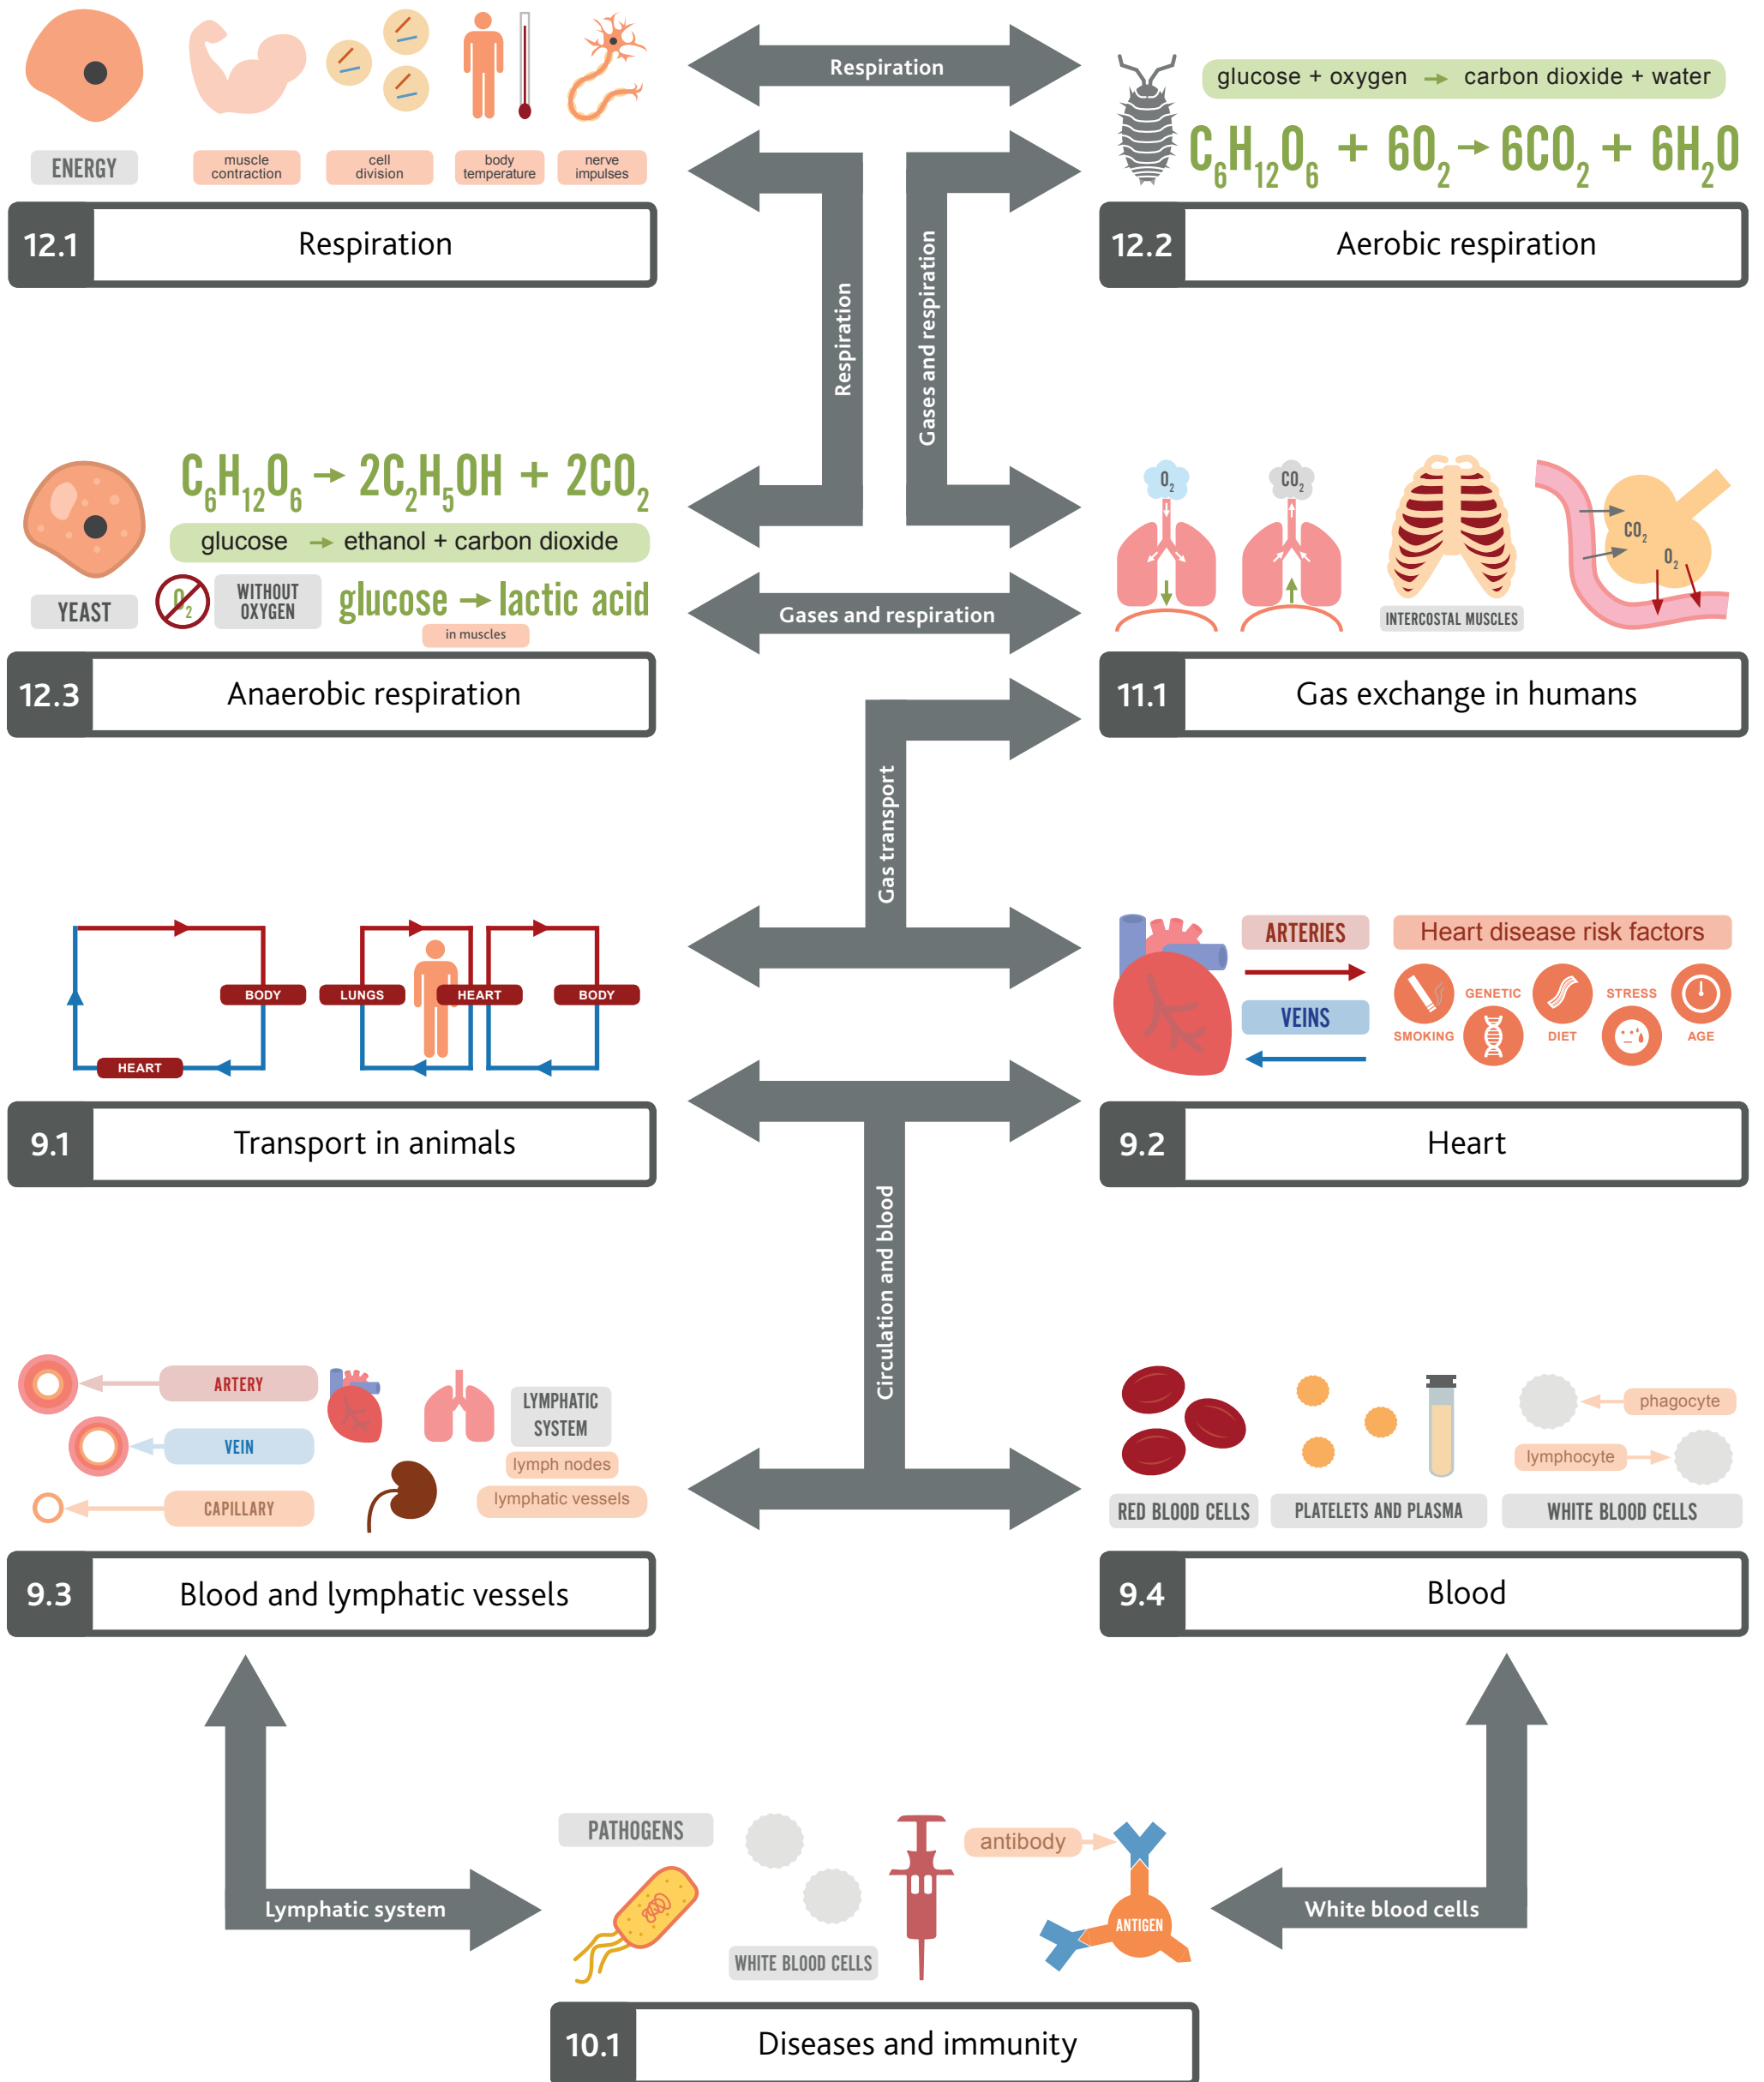 ENERGY
muscle
contraction
cell
division
body
temperature
nerve
impulses
12.1 Respiration
Respiration
glucose + oxygen → carbon dioxide + water
C₆H₁₂O₆ + 6O₂ → 6CO₂ + 6H₂O
12.2 Aerobic respiration
Respiration
Gases and respiration
C₆H₁₂O₆ → 2C₂H₅OH + 2CO₂
glucose → ethanol + carbon dioxide
YEAST
O₂
WITHOUT
OXYGEN
glucose → lactic acid
in muscles
12.3 Anaerobic respiration
Gases and respiration
O₂
CO₂
INTERCOSTAL MUSCLES
CO₂
O₂
11.1 Gas exchange in humans
Gas transport
BODY
HEART
LUNGS
HEART
BODY
9.1 Transport in animals
ARTERIES
VEINS
Heart disease risk factors
SMOKING
GENETIC
DIET
STRESS
AGE
9.2 Heart
Circulation and blood
ARTERY
VEIN
CAPILLARY
LYMPHATIC
SYSTEM
lymph nodes
lymphatic vessels
9.3 Blood and lymphatic vessels
RED BLOOD CELLS
PLATELETS AND PLASMA
phagocyte
lymphocyte
WHITE BLOOD CELLS
9.4 Blood
Lymphatic system
PATHOGENS
WHITE BLOOD CELLS
antibody
ANTIGEN
White blood cells
10.1 Diseases and immunity